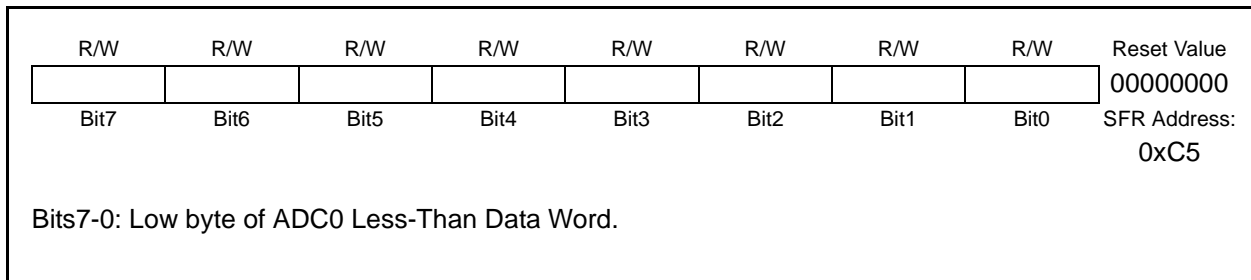 R/W R/W R/W R/W R/W R/W R/W R/W Reset Value
00000000
Bit7 Bit6 Bit5 Bit4 Bit3 Bit2 Bit1 Bit0 SFR Address:
0xC5
Bits7-0: Low byte of ADC0 Less-Than Data Word.